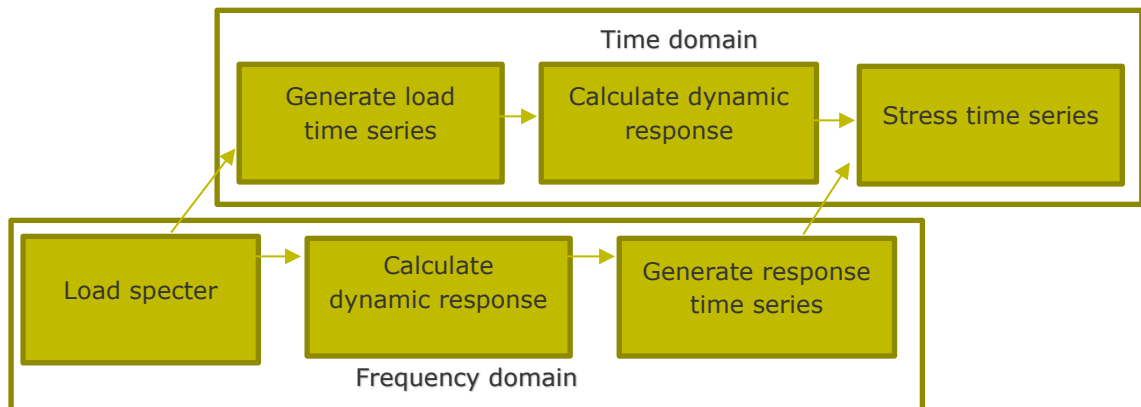 Time domain
Generate load
time series
Calculate dynamic
response
Stress time series
Load specter
Calculate
dynamic response
Generate response
time series
Frequency domain